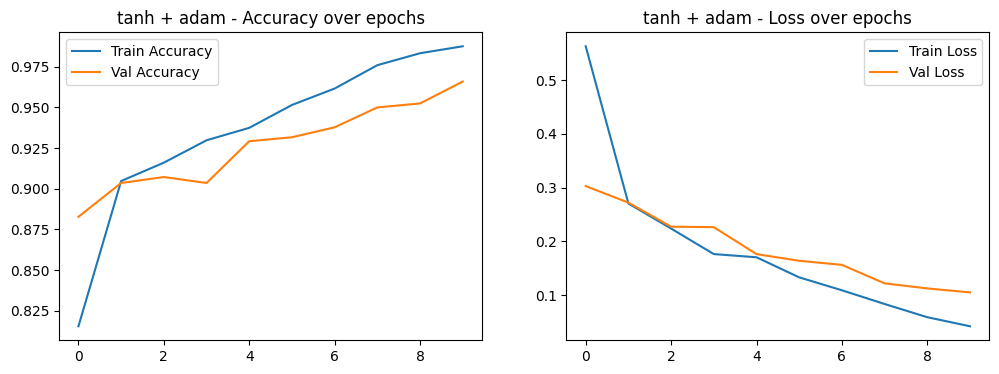 tanh + adam - Accuracy over epochs
Train Accuracy
Val Accuracy
0.975
0.950
0.925
0.900
0.875
0.850
0.825
0 2 4 6 8
tanh + adam - Loss over epochs
Train Loss
Val Loss
0.5
0.4
0.3
0.2
0.1
0 2 4 6 8